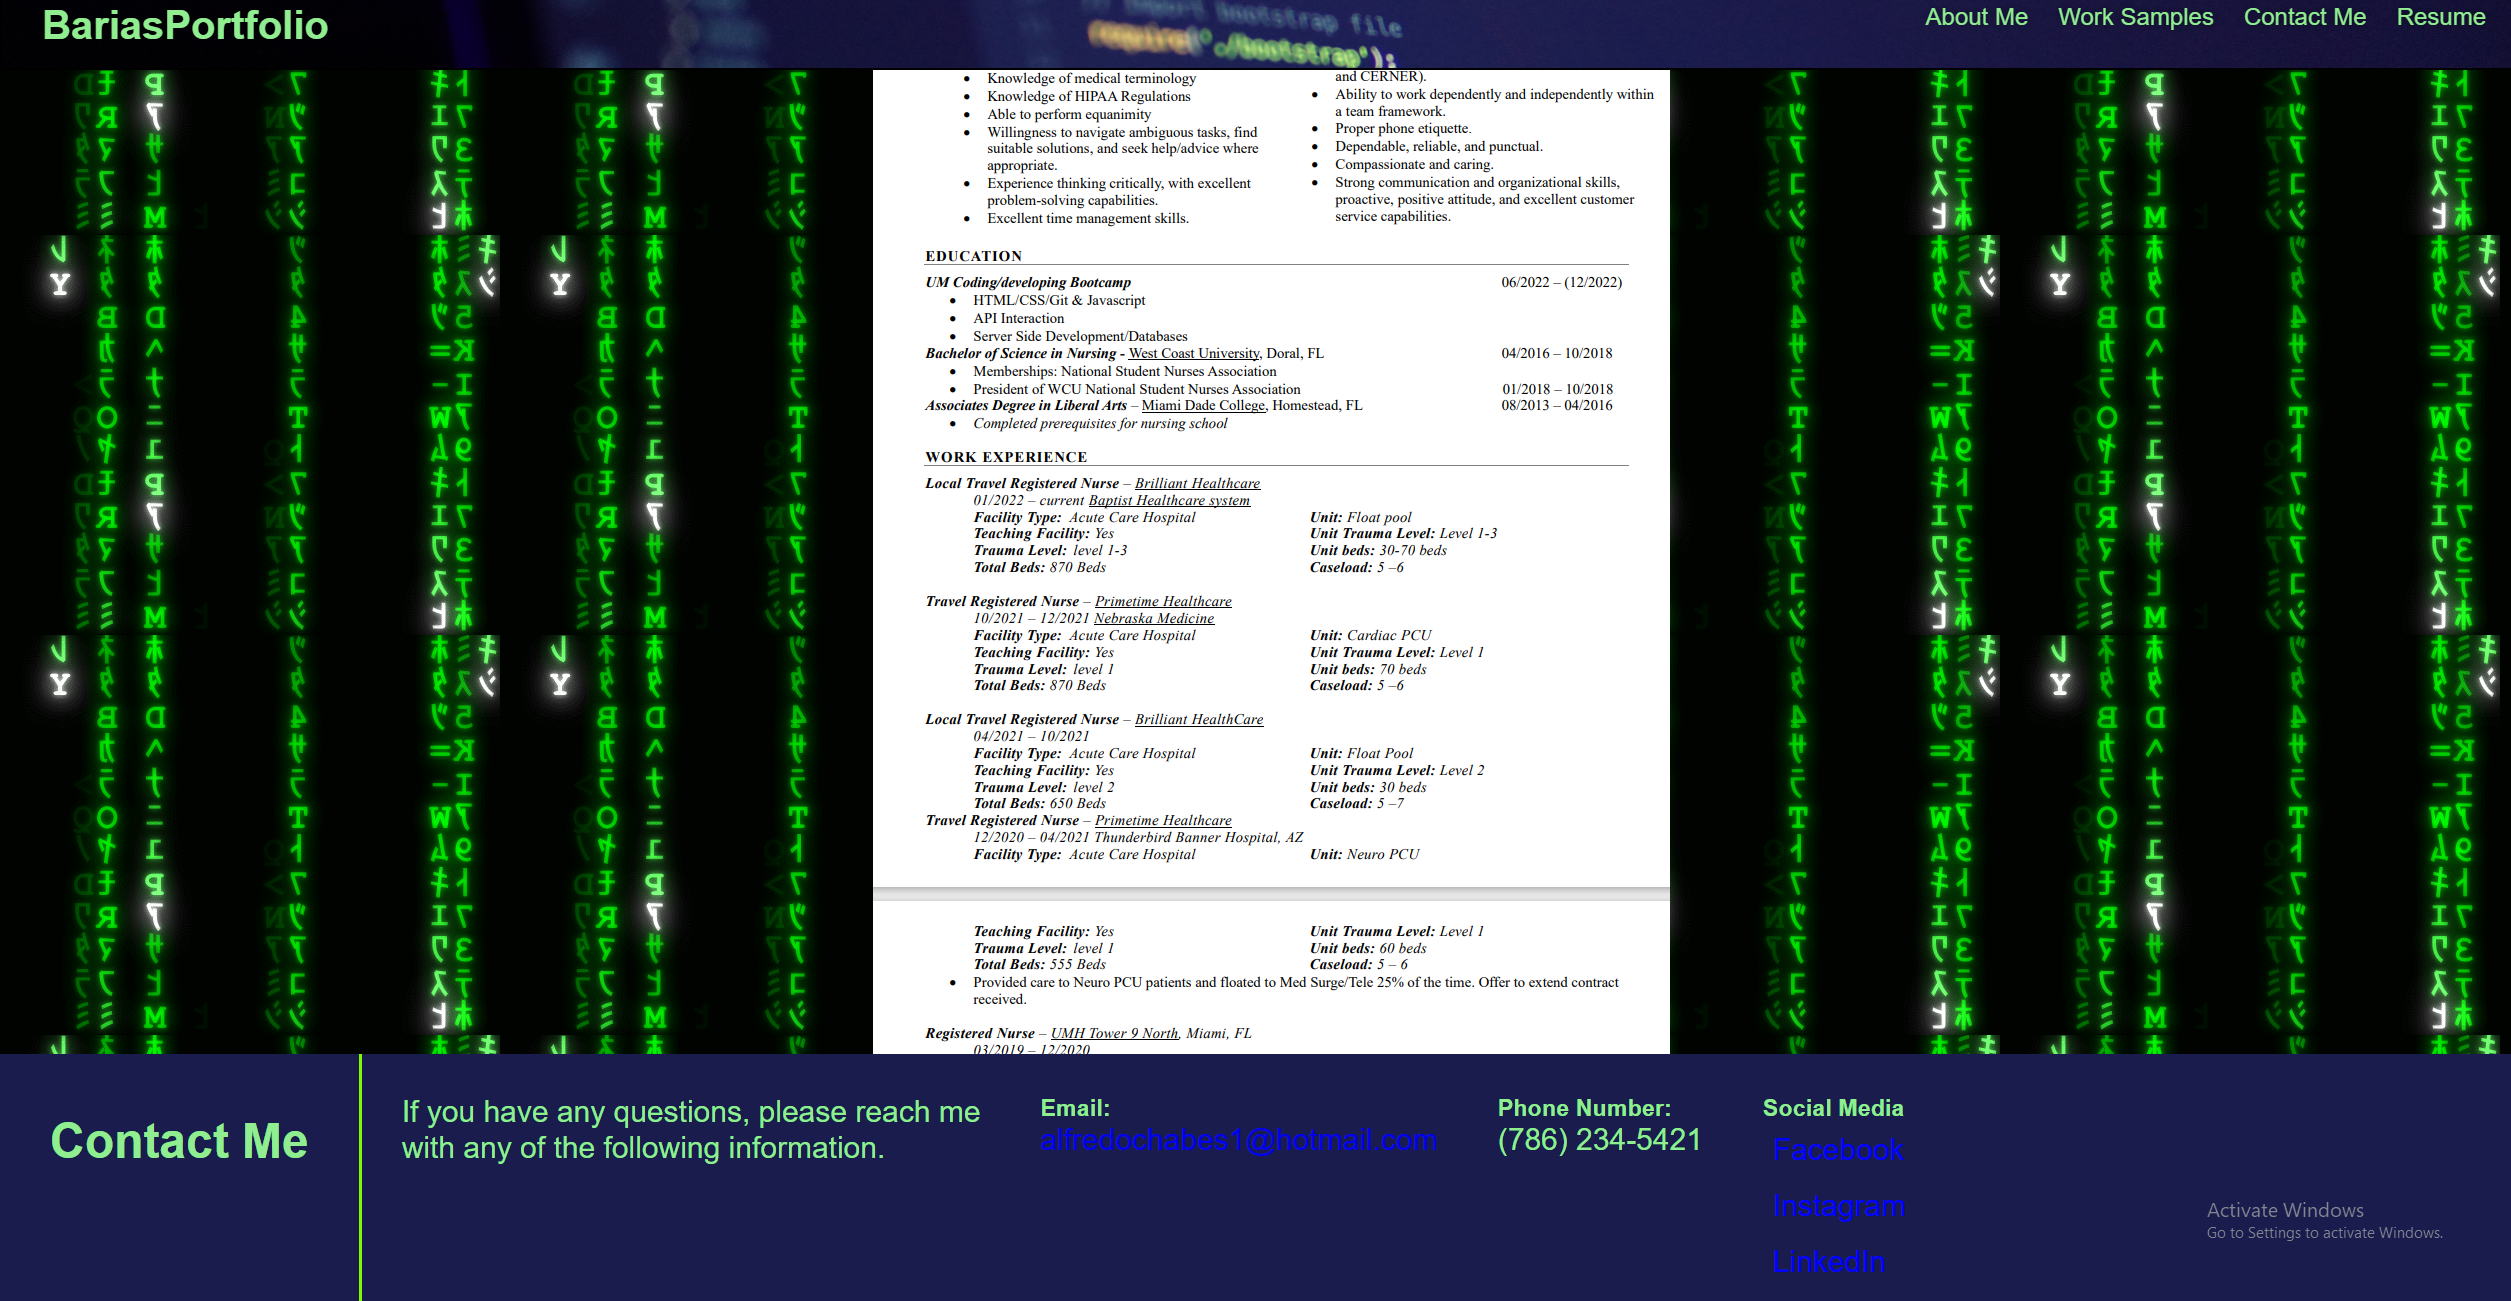 BariasPortfolio
// import bootstrap file
require('./bootstrap');
About Me Work Samples Contact Me Resume
Knowledge of medical terminology
Knowledge of HIPAA Regulations
Able to perform equanimity
Willingness to navigate ambiguous tasks, find
suitable solutions, and seek help/advice where
appropriate.
Experience thinking critically, with excellent
problem-solving capabilities.
Excellent time management skills.
and CERNER).
Ability to work dependently and independently within
a team framework.
Proper phone etiquette.
Dependable, reliable, and punctual.
Compassionate and caring.
Strong communication and organizational skills,
proactive, positive attitude, and excellent customer
service capabilities.
EDUCATION
UM Coding/developing Bootcamp 06/2022 – (12/2022)
HTML/CSS/Git & Javascript
API Interaction
Server Side Development/Databases
Bachelor of Science in Nursing - West Coast University, Doral, FL 04/2016 – 10/2018
Memberships: National Student Nurses Association
President of WCU National Student Nurses Association 01/2018 – 10/2018
Associates Degree in Liberal Arts – Miami Dade College, Homestead, FL 08/2013 – 04/2016
Completed prerequisites for nursing school
WORK EXPERIENCE
Local Travel Registered Nurse – Brilliant Healthcare
01/2022 – current Baptist Healthcare system
Facility Type: Acute Care Hospital Unit: Float pool
Teaching Facility: Yes Unit Trauma Level: Level 1-3
Trauma Level: level 1-3 Unit beds: 30-70 beds
Total Beds: 870 Beds Caseload: 5 –6
Travel Registered Nurse – Primetime Healthcare
10/2021 – 12/2021 Nebraska Medicine
Facility Type: Acute Care Hospital Unit: Cardiac PCU
Teaching Facility: Yes Unit Trauma Level: Level 1
Trauma Level: level 1 Unit beds: 70 beds
Total Beds: 870 Beds Caseload: 5 –6
Local Travel Registered Nurse – Brilliant HealthCare
04/2021 – 10/2021
Facility Type: Acute Care Hospital Unit: Float Pool
Teaching Facility: Yes Unit Trauma Level: Level 2
Trauma Level: level 2 Unit beds: 30 beds
Total Beds: 650 Beds Caseload: 5 –7
Travel Registered Nurse – Primetime Healthcare
12/2020 – 04/2021 Thunderbird Banner Hospital, AZ
Facility Type: Acute Care Hospital Unit: Neuro PCU
Teaching Facility: Yes Unit Trauma Level: Level 1
Trauma Level: level 1 Unit beds: 60 beds
Total Beds: 555 Beds Caseload: 5 – 6
Provided care to Neuro PCU patients and floated to Med Surge/Tele 25% of the time. Offer to extend contract
received.
Registered Nurse – UMH Tower 9 North, Miami, FL
03/2019 – 12/2020
Contact Me
If you have any questions, please reach me
with any of the following information.
Email:
alfredochabes1@hotmail.com
Phone Number:
(786) 234-5421
Social Media
Facebook
Instagram
LinkedIn
Activate Windows
Go to Settings to activate Windows.